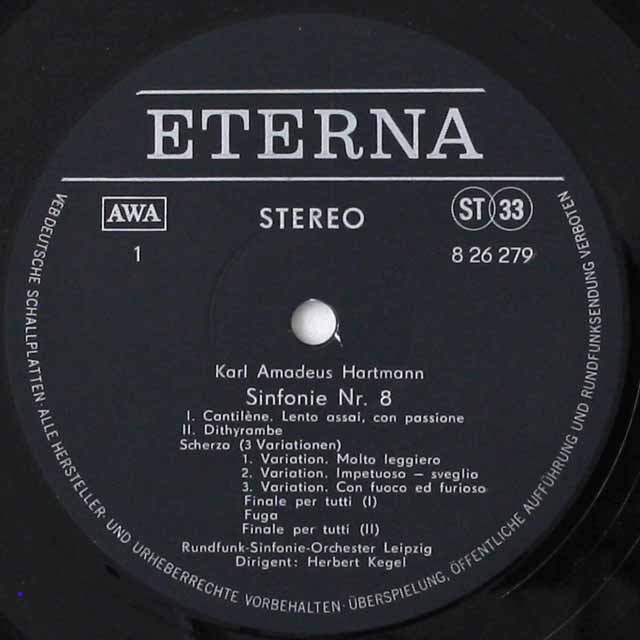 ETERNA
AWA
STEREO
ST 33
1
8 26 279
Karl Amadeus Hartmann
Sinfonie Nr. 8
I. Cantilène. Lento assai, con passione
II. Dithyrambe
Scherzo (3 Variationen)
1. Variation. Molto leggiero
2. Variation. Impetuoso – sveglio
3. Variation. Con fuoco ed furioso
Finale per tutti (I)
Fuga
Finale per tutti (II)
Rundfunk-Sinfonie-Orchester Leipzig
Dirigent: Herbert Kegel
VEB DEUTSCHE SCHALLPLATTEN · ALLE HERSTELLER- UND URHEBERRECHTE VORBEHALTEN · ÜBERSPIELUNG, ÖFFENTLICHE AUFFÜHRUNG UND RUNDFUNKSENDUNG VERBOTEN